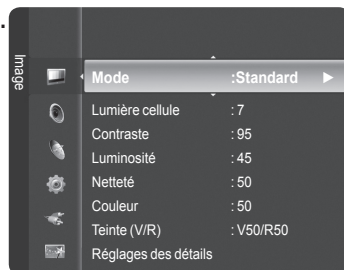 .
Image
Mode :Standard ►
Lumière cellule : 7
Contraste : 95
Luminosité : 45
Netteté : 50
Couleur : 50
Teinte (V/R) : V50/R50
Réglages des détails